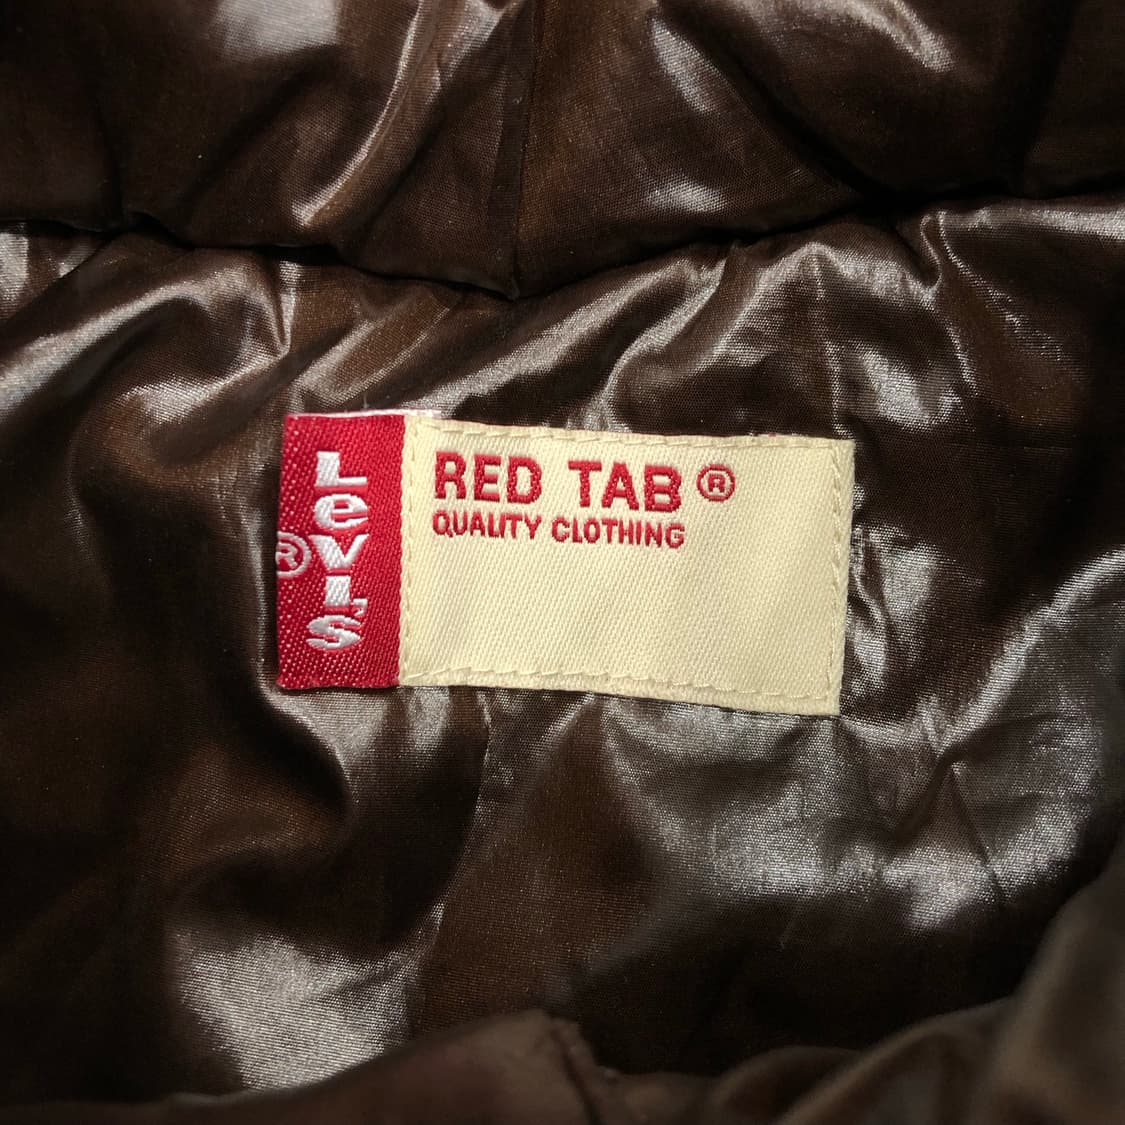 LeVI'S
®
RED TAB®
QUALITY CLOTHING